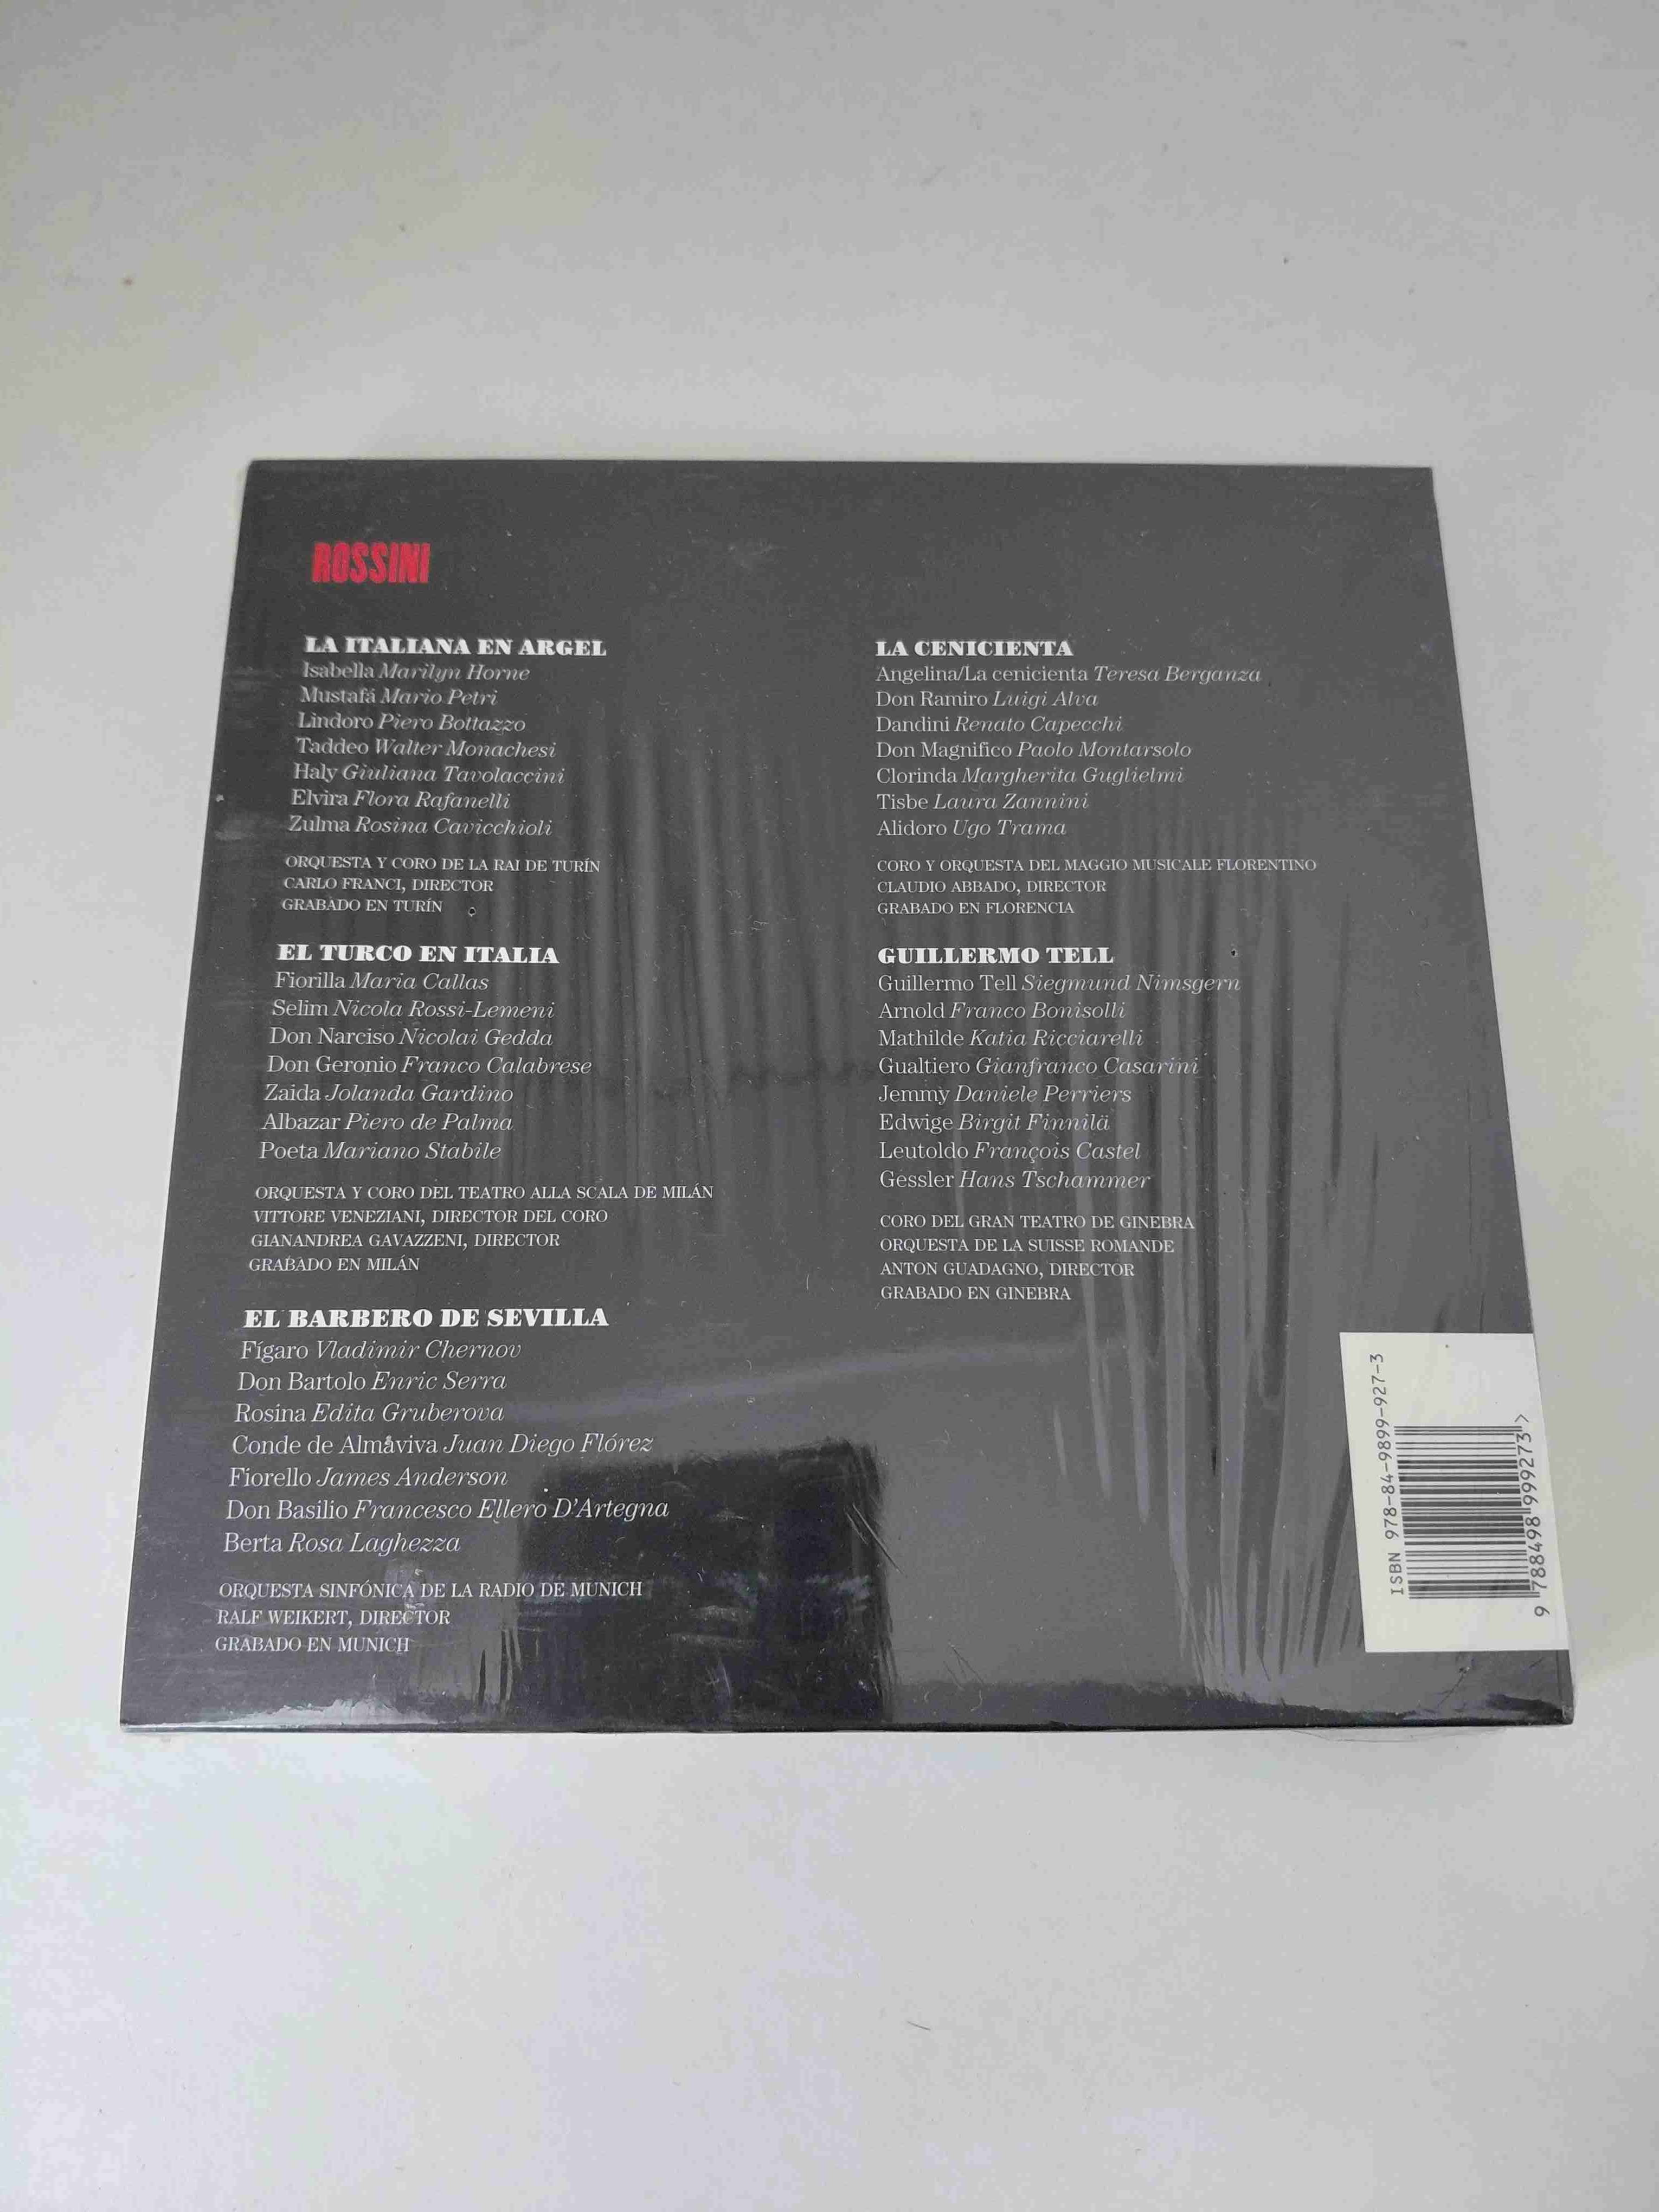 ROSSINI
LA ITALIANA EN ARGEL
Isabella Marilyn Horne
Mustafá Mario Petri
Lindoro Piero Bottazzo
Taddeo Walter Monachesi
Haly Giuliana Tavolaccini
Elvira Flora Rafanelli
Zulma Rosina Cavicchioli
ORQUESTA Y CORO DE LA RAI DE TURÍN
CARLO FRANCI, DIRECTOR
GRABADO EN TURÍN
EL TURCO EN ITALIA
Fiorilla Maria Callas
Selim Nicola Rossi-Lemeni
Don Narciso Nicolai Gedda
Don Geronio Franco Calabrese
Zaida Jolanda Gardino
Albazar Piero de Palma
Poeta Mariano Stabile
ORQUESTA Y CORO DEL TEATRO ALLA SCALA DE MILÁN
VITTORE VENEZIANI, DIRECTOR DEL CORO
GIANANDREA GAVAZZENI, DIRECTOR
GRABADO EN MILÁN
EL BARBERO DE SEVILLA
Fígaro Vladimir Chernov
Don Bartolo Enric Serra
Rosina Edita Gruberova
Conde de Almaviva Juan Diego Flórez
Fiorello James Anderson
Don Basilio Francesco Ellero D'Artegna
Berta Rosa Laghezza
ORQUESTA SINFÓNICA DE LA RADIO DE MUNICH
RALF WEIKERT, DIRECTOR
GRABADO EN MUNICH
LA CENICIENTA
Angelina/La cenicienta Teresa Berganza
Don Ramiro Luigi Alva
Dandini Renato Capecchi
Don Magnifico Paolo Montarsolo
Clorinda Margherita Guglielmi
Tisbe Laura Zannini
Alidoro Ugo Trama
CORO Y ORQUESTA DEL MAGGIO MUSICALE FLORENTINO
CLAUDIO ABBADO, DIRECTOR
GRABADO EN FLORENCIA
GUILLERMO TELL
Guillermo Tell Siegmund Nimsgern
Arnold Franco Bonisolli
Mathilde Katia Ricciarelli
Gualtiero Gianfranco Casarini
Jemmy Daniele Perriers
Edwige Birgit Finnilä
Leutoldo François Castel
Gessler Hans Tschammer
CORO DEL GRAN TEATRO DE GINEBRA
ORQUESTA DE LA SUISSE ROMANDE
ANTON GUADAGNO, DIRECTOR
GRABADO EN GINEBRA
ISBN 978-84-9899-927-3
9 788498 999273 >